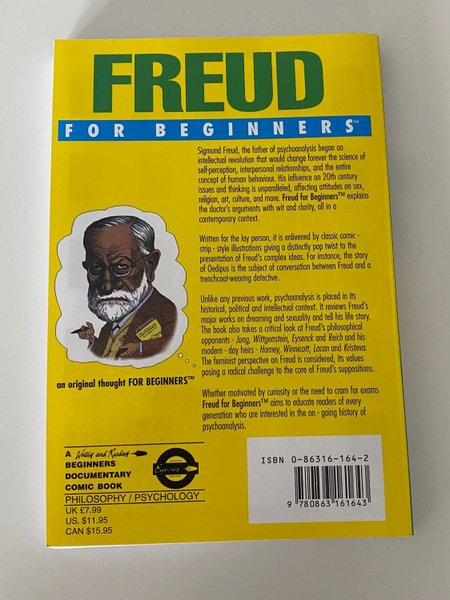 FREUD
FOR BEGINNERS™
Sigmund Freud, the father of psychoanalysis began an
intellectual revolution that would change forever the science of
self-perception, interpersonal relationships, and the entire
concept of human behaviour. His influence on 20th century
issues and thinking is unparalleled, affecting attitudes on sex,
religion, art, culture, and more. Freud for Beginners™ explains
the doctor's arguments with wit and clarity, all in a
contemporary context.
Written for the lay person, it is enlivened by classic comic -
strip - style illustrations giving a distinctly pop twist to the
presentation of Freud's complex ideas. For instance, the story
of Oedipus is the subject of conversation between Freud and a
trenchcoat-wearing detective.
Unlike any previous work, psychoanalysis is placed in its
historical, political and intellectual context. It reviews Freud's
major works on dreaming and sexuality and tell his life story.
The book also takes a critical look at Freud's philosophical
opponents - Jung, Wittgenstein, Eysenck and Reich and his
modern - day heirs - Horney, Winnicott, Lacan and Kristeva.
The feminist perspective on Freud is considered, its values
posing a radical challenge to the core of Freud's suppositions.
Whether motivated by curiosity or the need to cram for exams
Freud for Beginners™ aims to educate readers of every
generation who are interested in the on - going history of
psychoanalysis.
an original thought FOR BEGINNERS™
A Writing and Readers
BEGINNERS
DOCUMENTARY
COMIC BOOK
PHILOSOPHY / PSYCHOLOGY
UK £7.99
US. $11.95
CAN $15.95
ISBN 0-86316-164-2
9 780863 161643